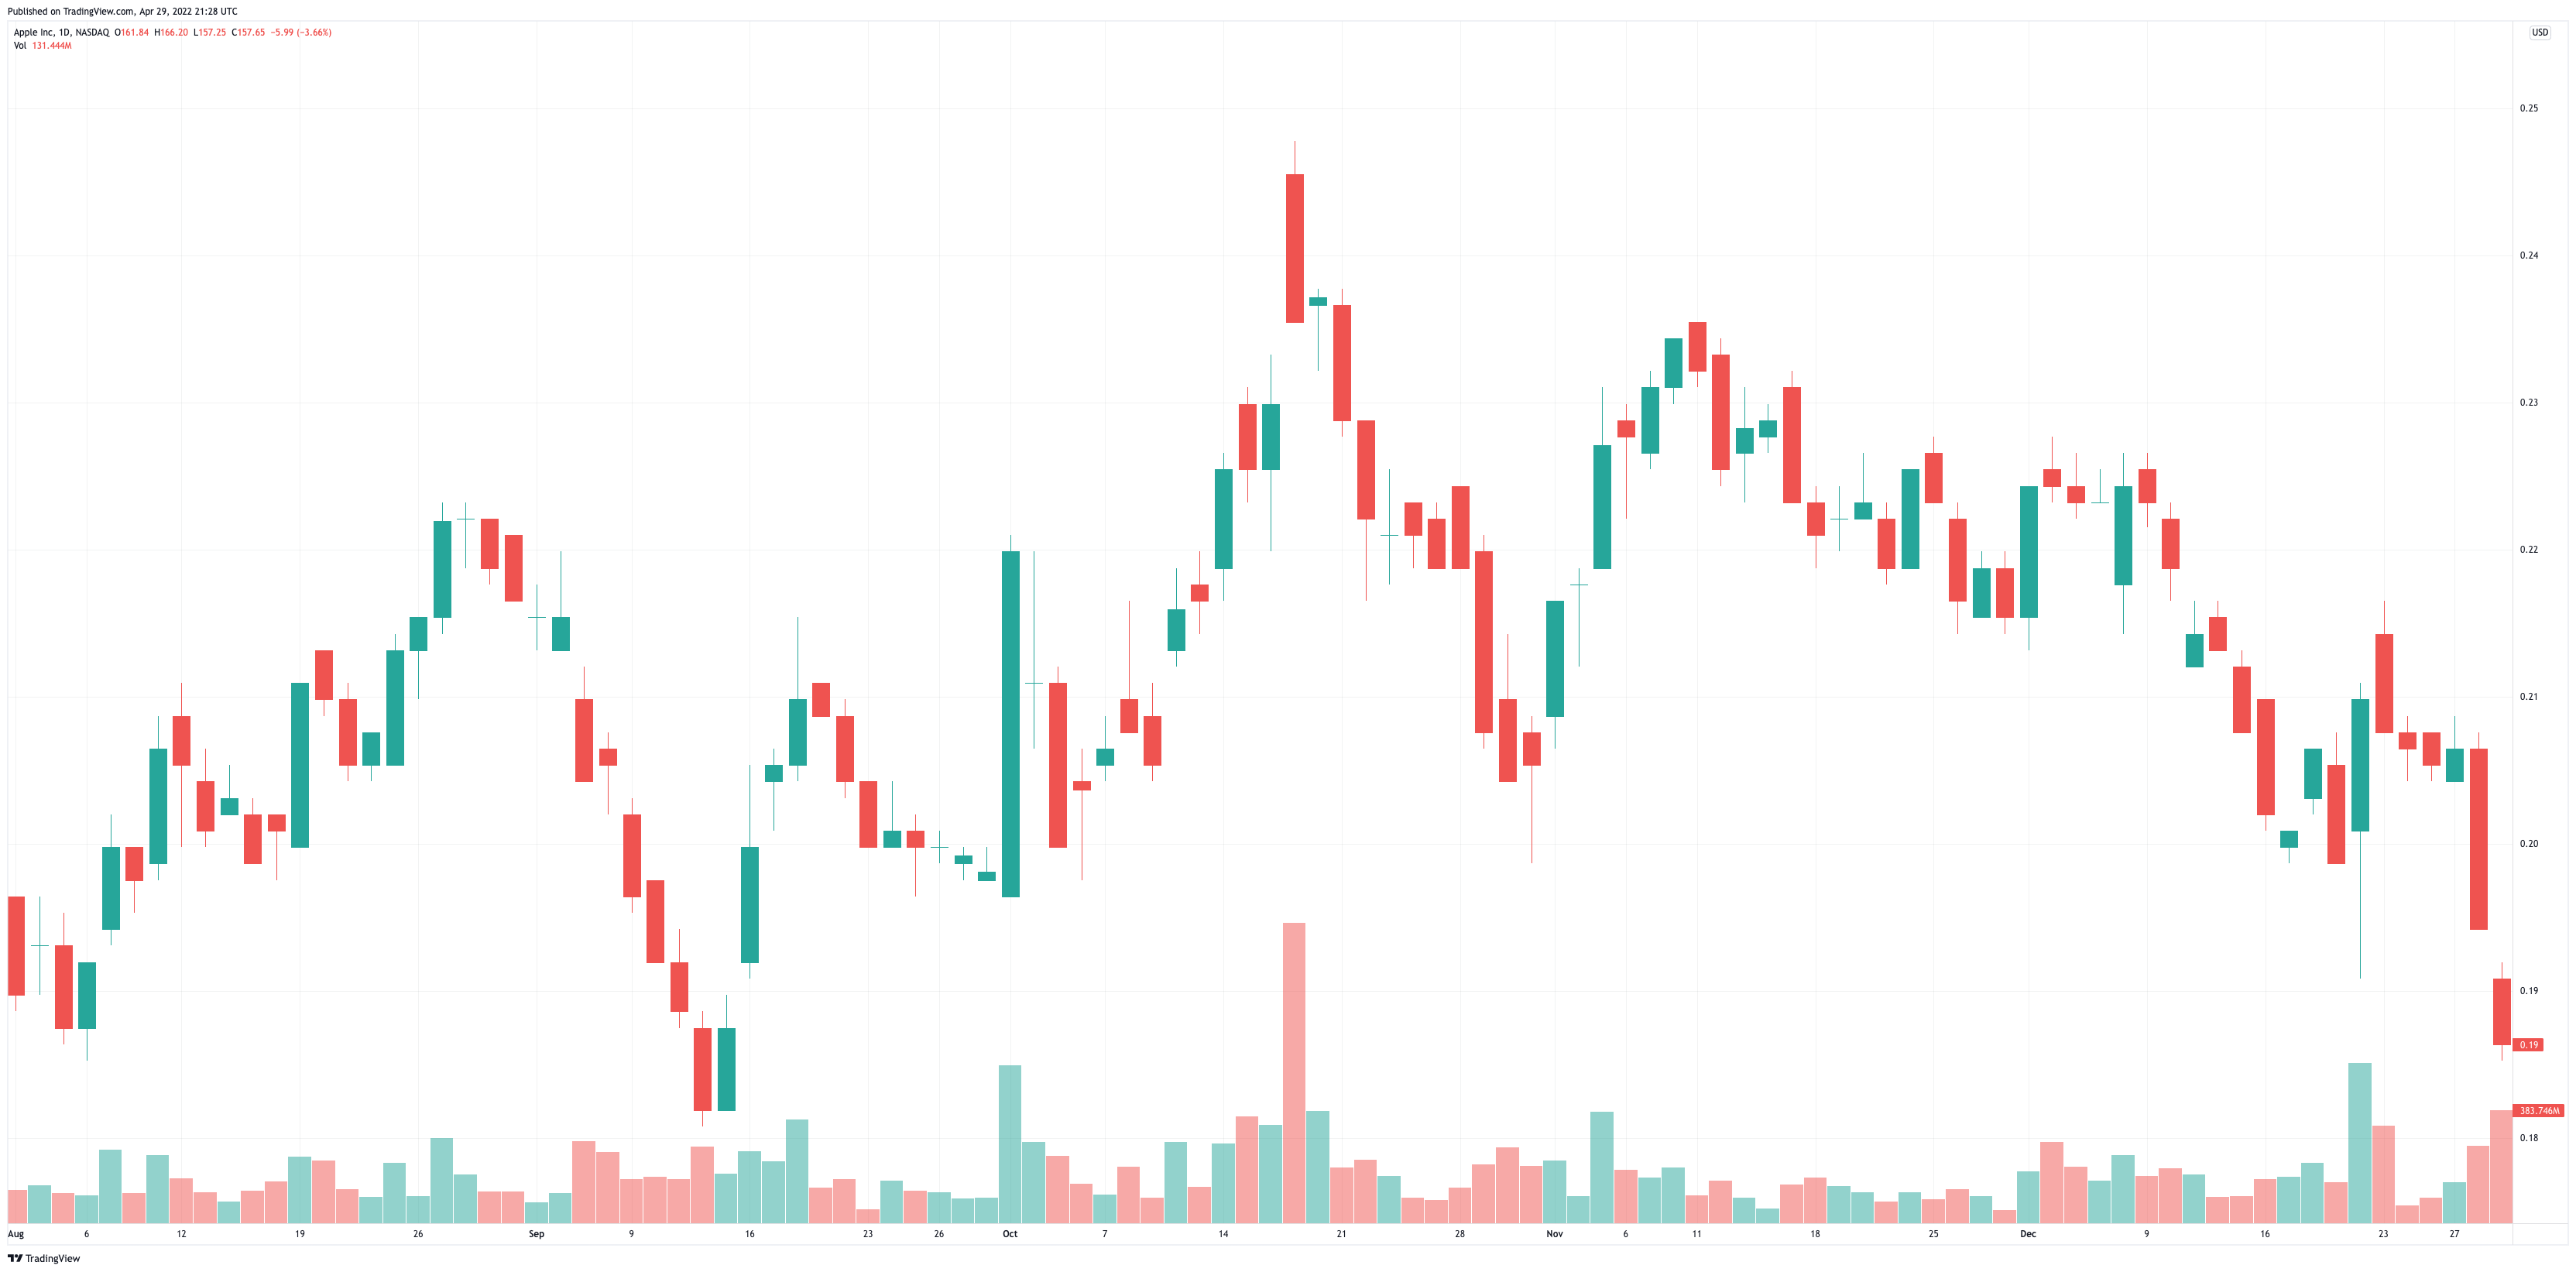 Published on TradingView.com, Apr 29, 2022 21:28 UTC
Apple Inc, 1D, NASDAQ O161.84 H166.20 L157.25 C157.65 −5.99 (−3.66%)
USD
Vol 131.444M
0.25
0.24
0.23
0.22
0.21
0.20
0.19
0.19
383.746M
0.18
Aug 6 12 19 26 Sep 9 16 23 26 Oct 7 14 21 28 Nov 6 11 18 25 Dec 9 16 23 27
TradingView